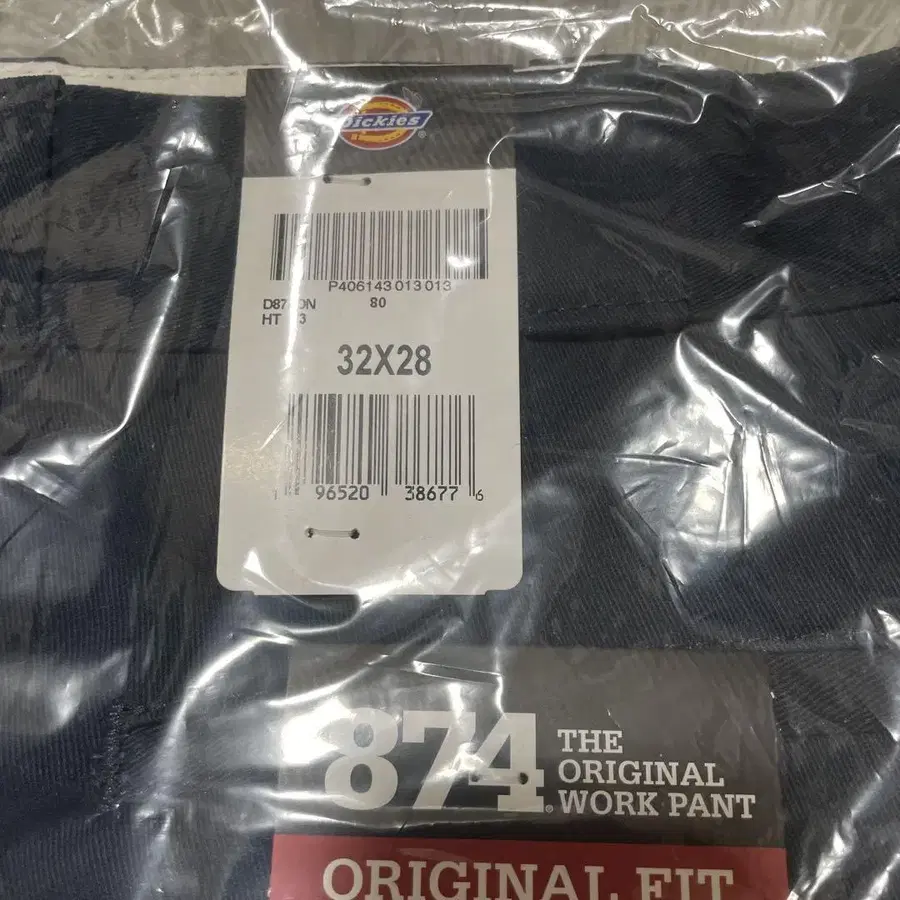 Dickies
P406143 013 013
80
HT
32X28
96520 38677 6
874 ®
THE
ORIGINAL
WORK PANT
ORIGINAL FIT